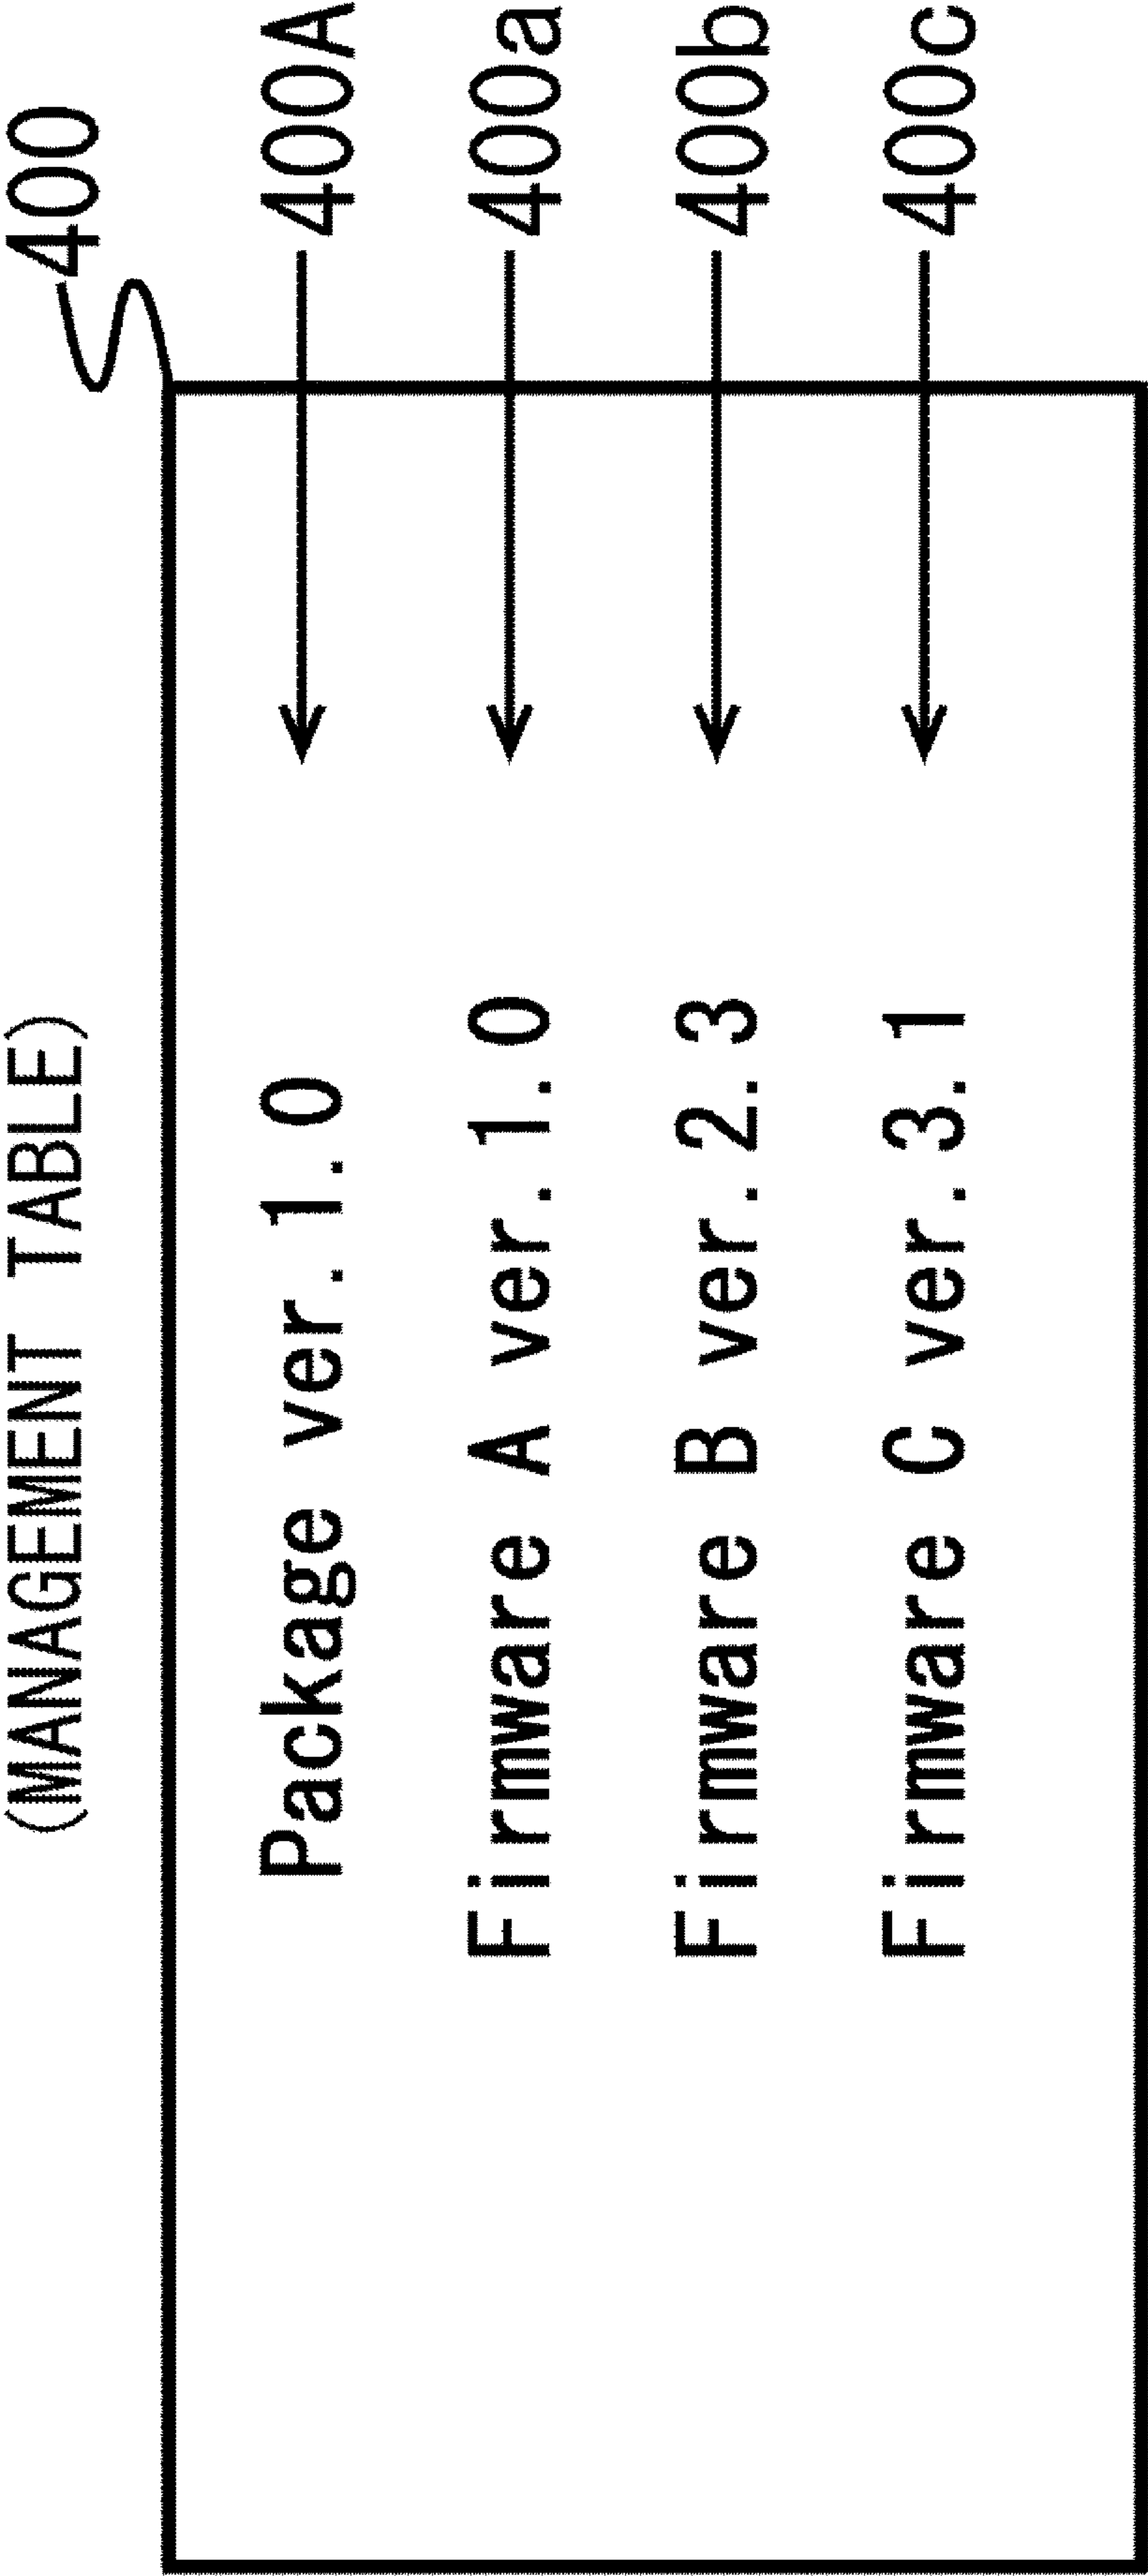 (MANAGEMENT TABLE)
400
Package ver.1.0
400A
Firmware A ver.1.0
400a
Firmware B ver.2.3
400b
Firmware C ver.3.1
400c